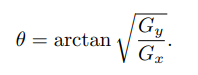 θ = arctan √(G_y / G_x).